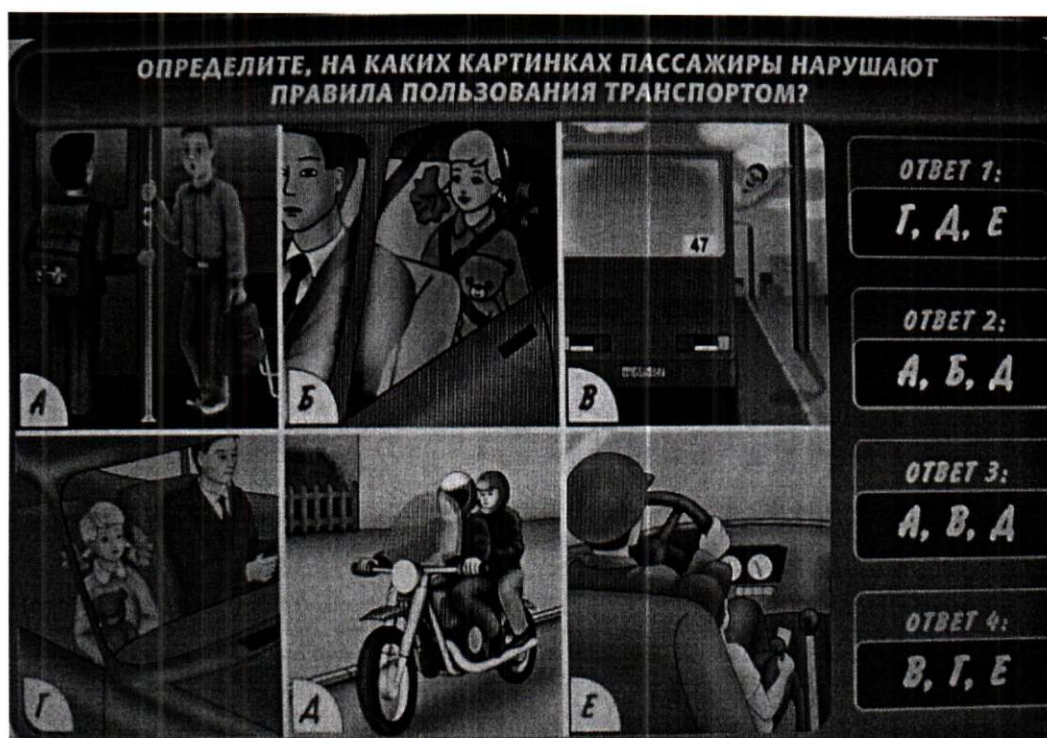 ОПРЕДЕЛИТЕ, НА КАКИХ КАРТИНКАХ ПАССАЖИРЫ НАРУШАЮТ
ПРАВИЛА ПОЛЬЗОВАНИЯ ТРАНСПОРТОМ?
А
Б
47
В
Г
Д
Е
ОТВЕТ 1:
Г, Д, Е
ОТВЕТ 2:
А, Б, Д
ОТВЕТ 3:
А, В, Д
ОТВЕТ 4:
В, Г, Е